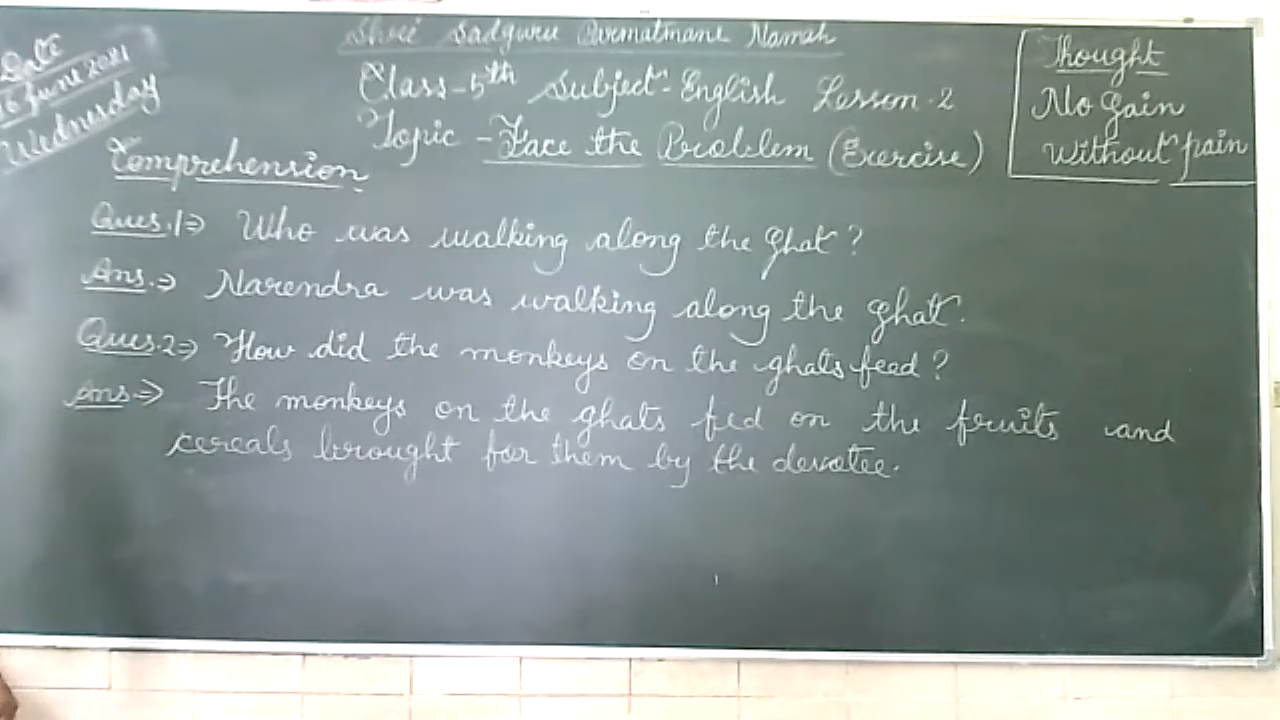 Shree Sadguru Parmatmane Namah
Date
16 June 2021
Wednesday
Class-5th Subject- English Lesson-2
Topic - Face the Problem (Exercise)
Thought
No Gain
without pain
Comprehension
Ques.1⇒ Who was walking along the ghat?
Ans.⇒ Narendra was walking along the ghat.
Ques.2⇒ How did the monkeys on the ghats feed?
Ans⇒ The monkeys on the ghats fed on the fruits and
cereals brought for them by the devotee.